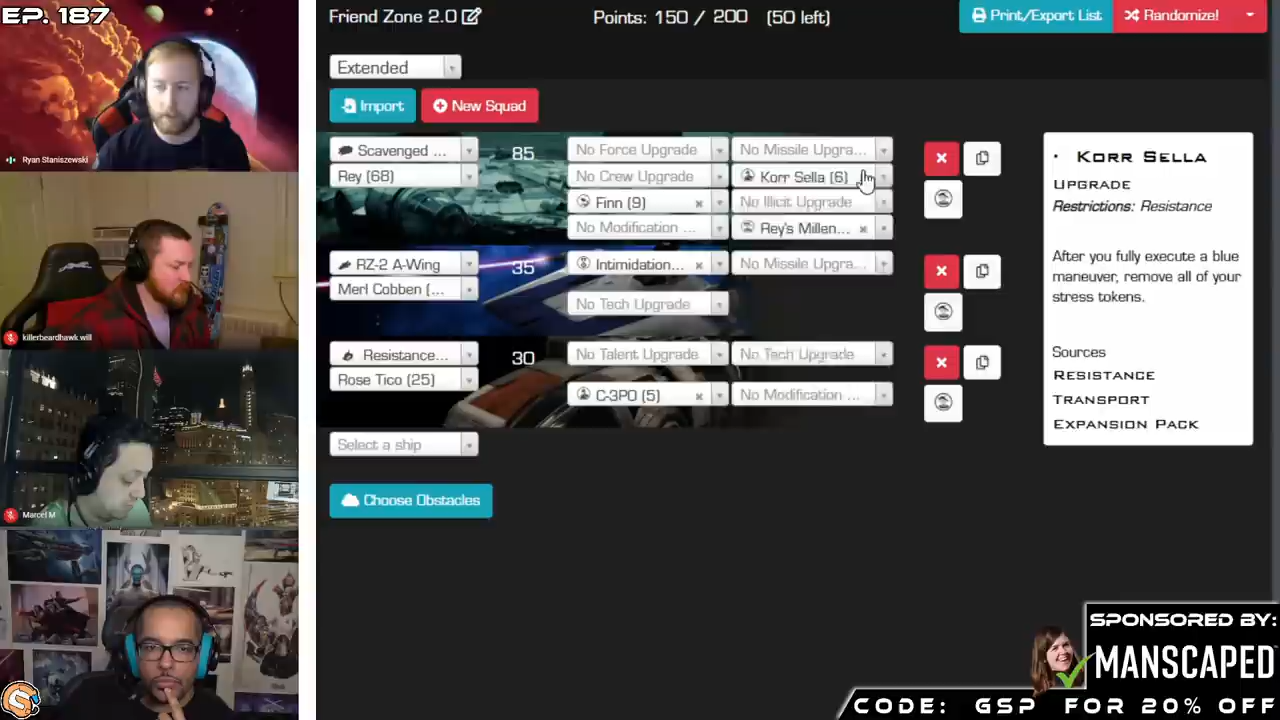 EP. 187
Ryan Staniszewski
killerbeardhawk will
Marcel M
Friend Zone 2.0
Points: 150 / 200 (50 left)
Print/Export List
Randomize!
Extended
Import
New Squad
Scavenged ...
85
No Force Upgrade
No Missile Upgra...
Rey (68)
No Crew Upgrade
Korr Sella (6)
Finn (9)
No Illicit Upgrade
No Modification ...
Rey's Millen...
RZ-2 A-Wing
35
Intimidation...
No Missile Upgra...
Merl Cobben (...
No Tech Upgrade
Resistance...
30
No Talent Upgrade
No Tech Upgrade
Rose Tico (25)
C-3PO (5)
No Modification ...
Select a ship
Choose Obstacles
· Korr Sella
Upgrade
Restrictions: Resistance
After you fully execute a blue
maneuver, remove all of your
stress tokens.
Sources
Resistance
Transport
Expansion Pack
SPONSORED BY:
MANSCAPED
CODE: GSP FOR 20% OFF